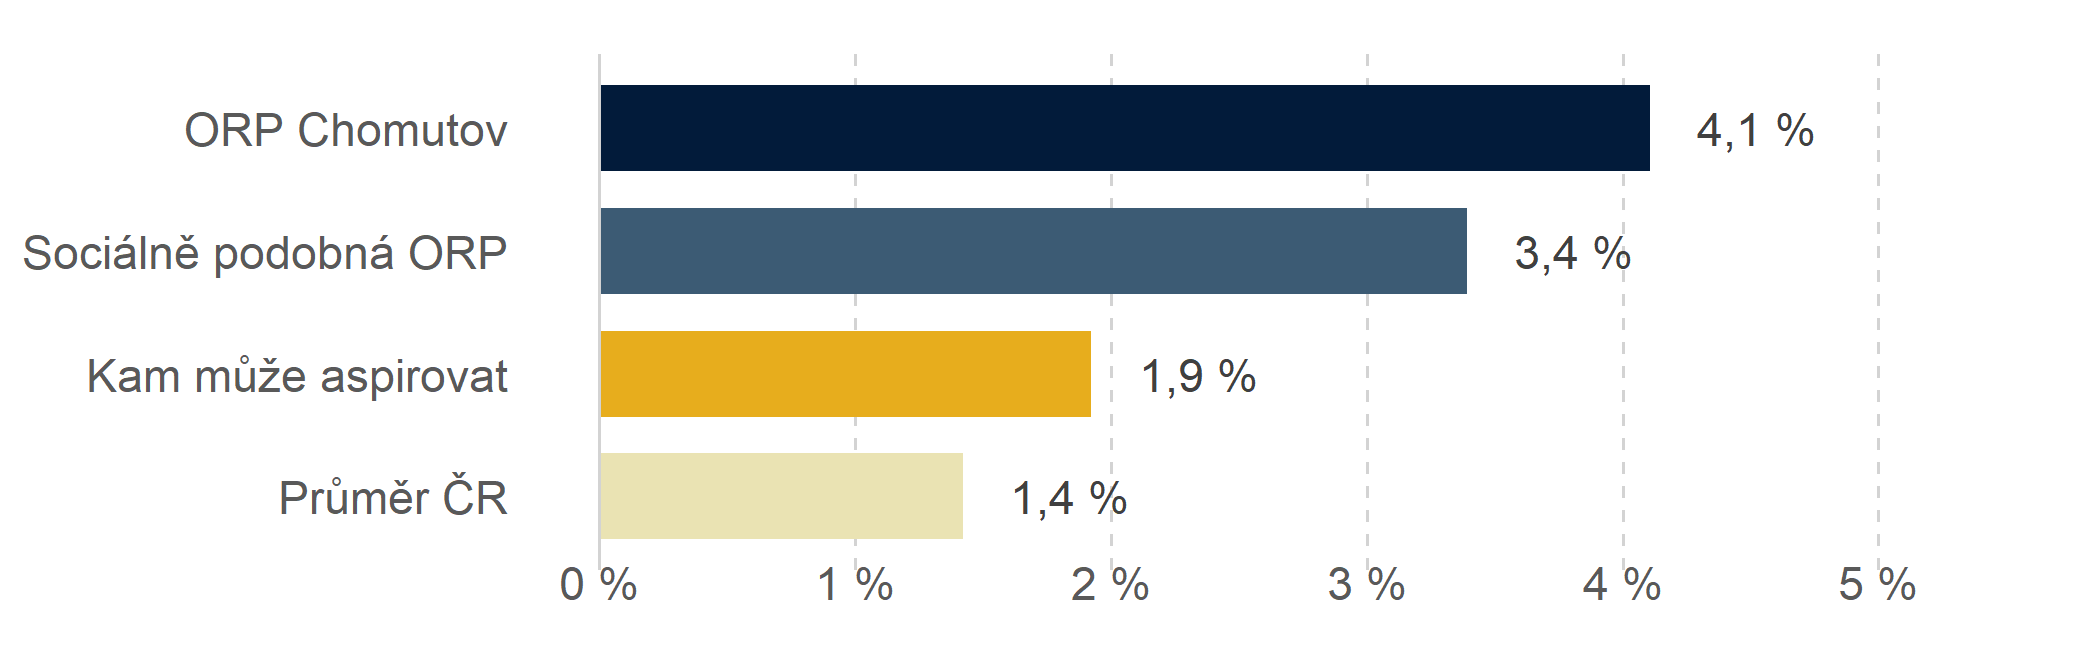 ORP Chomutov 4,1 %
Sociálně podobná ORP 3,4 %
Kam může aspirovat 1,9 %
Průměr ČR 1,4 %
0 % 1 % 2 % 3 % 4 % 5 %